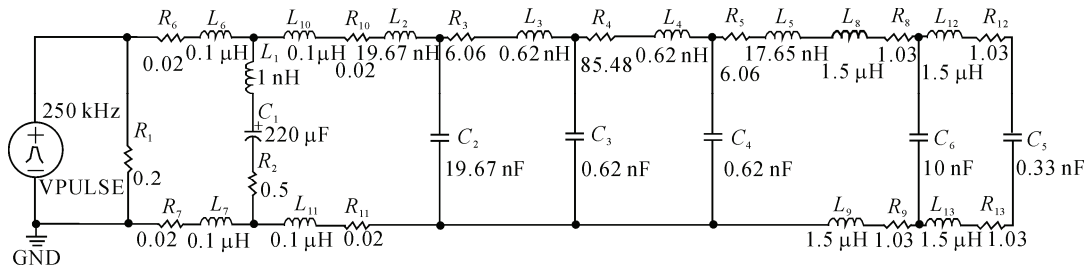 R6 L6 L10 R10 L2 R3 L3 R4 L4 R5 L5 L8 R8 L12 R12
0.02 0.1 μH 0.1 μH 0.02 19.67 nH 6.06 0.62 nH 85.48 0.62 nH 6.06 17.65 nH 1.5 μH 1.03 1.5 μH 1.03
L1
1 nH
250 kHz
VPULSE
R1
0.2
C1
220 μF
R2
0.5
C2
19.67 nF
C3
0.62 nF
C4
0.62 nF
C6
10 nF
C5
0.33 nF
R7 L7 L11 R11 L9 R9 L13 R13
0.02 0.1 μH 0.1 μH 0.02 1.5 μH 1.03 1.5 μH 1.03
GND